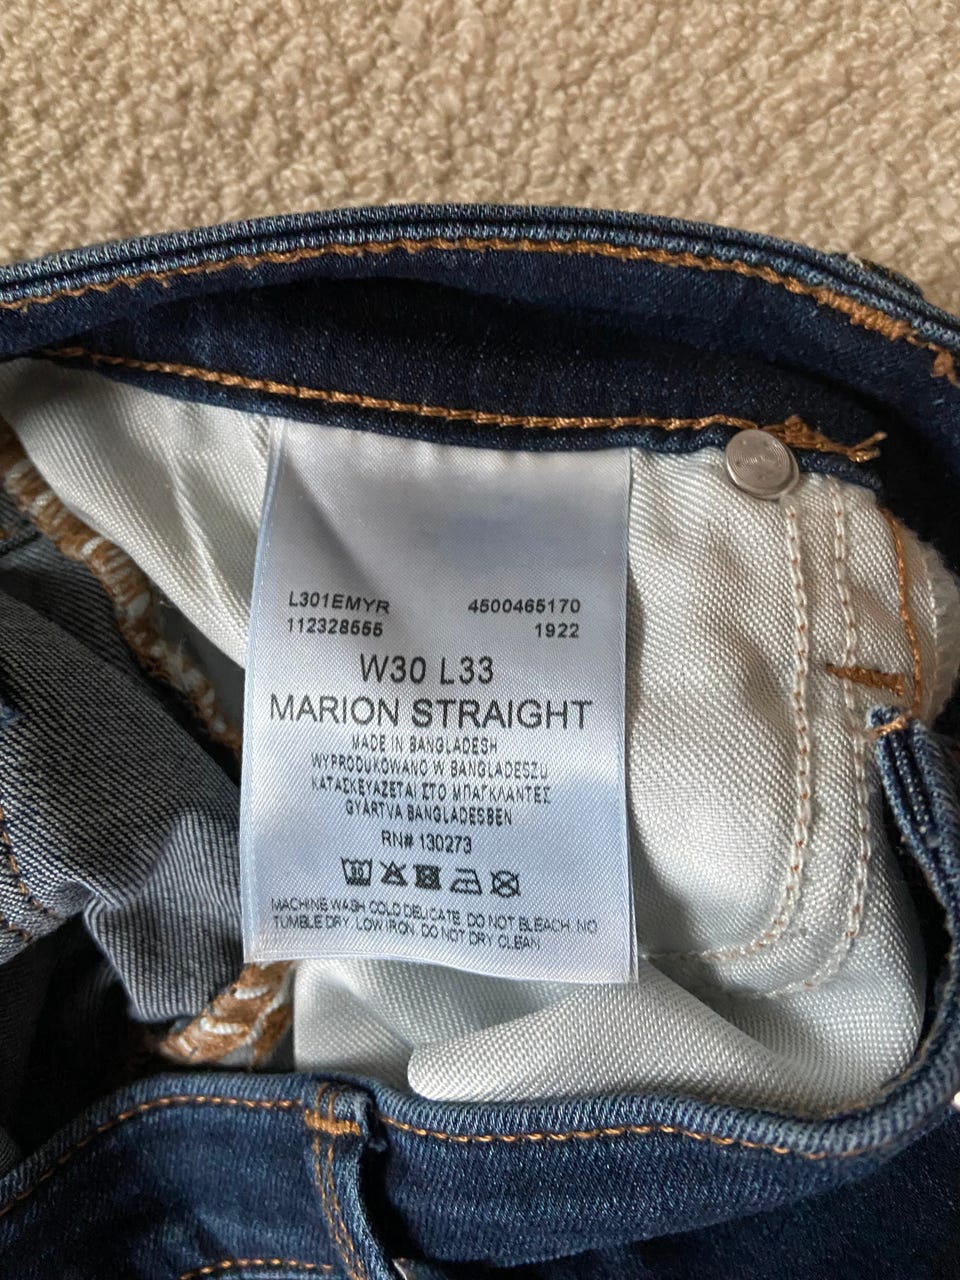 L301EMYR 4500465170
112328555 1922
W30 L33
MARION STRAIGHT
MADE IN BANGLADESH
WYPRODUKOWANO W BANGLADESZU
ΚΑΤΑΣΚΕΥΑΖΕΤΑΙ ΣΤΟ ΜΠΑΓΚΛΑΝΤΕΣ
GYÁRTVA BANGLADESBEN
RN# 130273
30
MACHINE WASH COLD DELICATE. DO NOT BLEACH. NO
TUMBLE DRY. LOW IRON. DO NOT DRY CLEAN